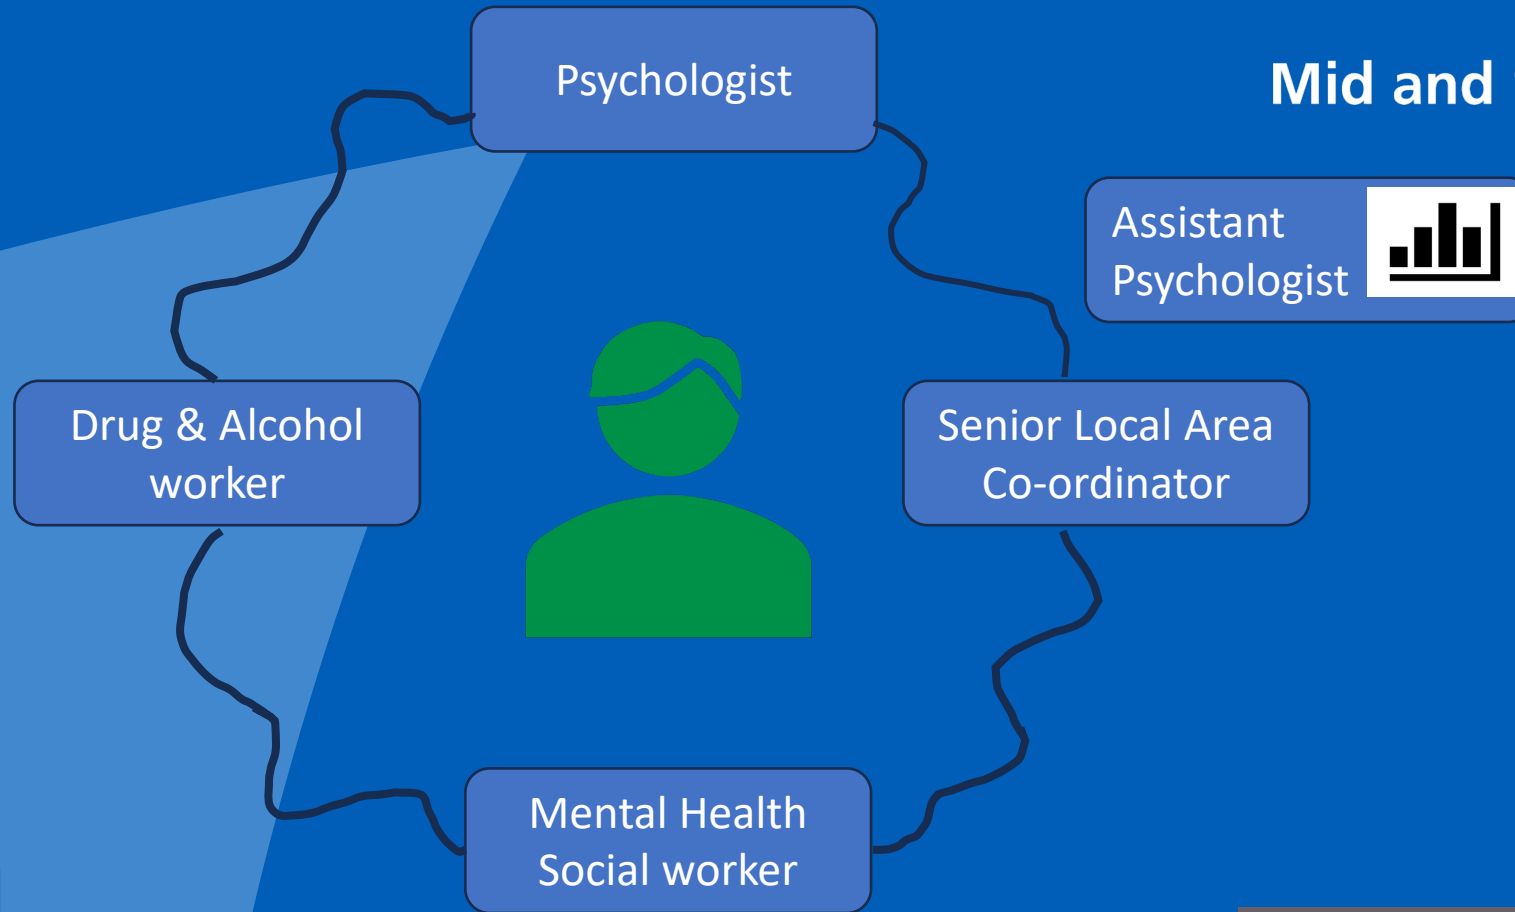 Psychologist
Mid and
Assistant
Psychologist
Drug & Alcohol
worker
Senior Local Area
Co-ordinator
Mental Health
Social worker